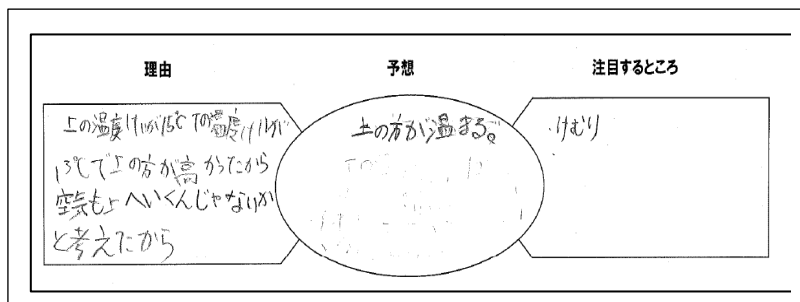 理由
予想
注目するところ
上の温度けいが15℃下の温度けいが
13℃で上の方が高かったから
空気も上へいくんじゃないか
と考えたから
上の方が温まる。
・けむり